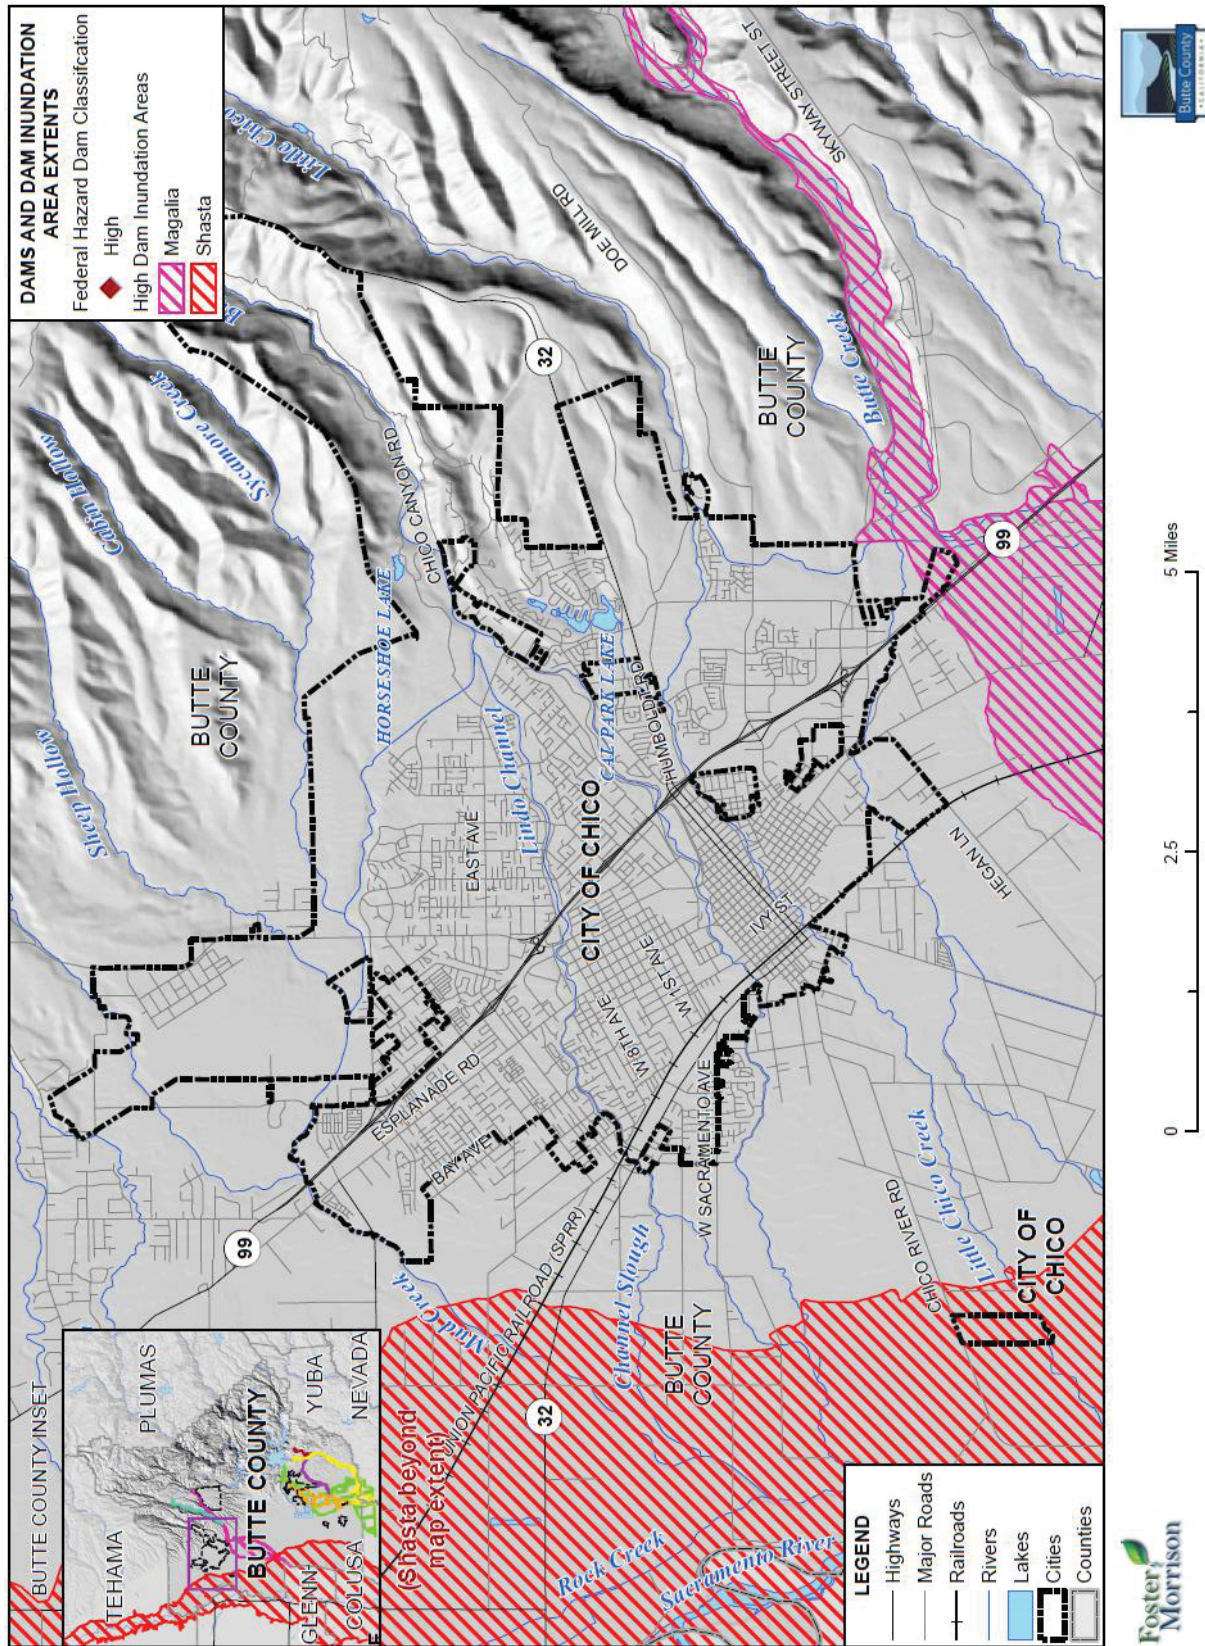 DAMS AND DAM INUNDATION
AREA EXTENTS
Federal Hazard Dam Classifcation
High
High Dam Inundation Areas
Magalia
Shasta
BUTTE COUNTY INSET
TEHAMA
PLUMAS
BUTTE COUNTY
GLENN
COLUSA
YUBA
NEVADA
(Shasta beyond
map extent)
Sheep Hollow
Cabin Hollow
Sycamore Creek
Little Chico
BUTTE
COUNTY
HORSESHOE LAKE
CHICO CANYON RD
32
DOE MILL RD
SKYWAY STREET ST
BUTTE
COUNTY
Butte Creek
99
EAST AVE
Lindo Channel
CAL PARK LAKE
HUMBOLDT RD
CITY OF CHICO
ESPLANADE RD
BAY AVE
W 8TH AVE
W 1ST AVE
IVY ST
W SACRAMENTO AVE
HEGAN LN
99
Mud Creek
UNION PACIFIC RAILROAD (SPRR)
Channel Slough
32
BUTTE
COUNTY
CHICO RIVER RD
Little Chico Creek
CITY OF
CHICO
Rock Creek
Sacramento River
LEGEND
Highways
Major Roads
Railroads
Rivers
Lakes
Cities
Counties
Foster
Morrison
0
2.5
5 Miles
Butte County
CALIFORNIA